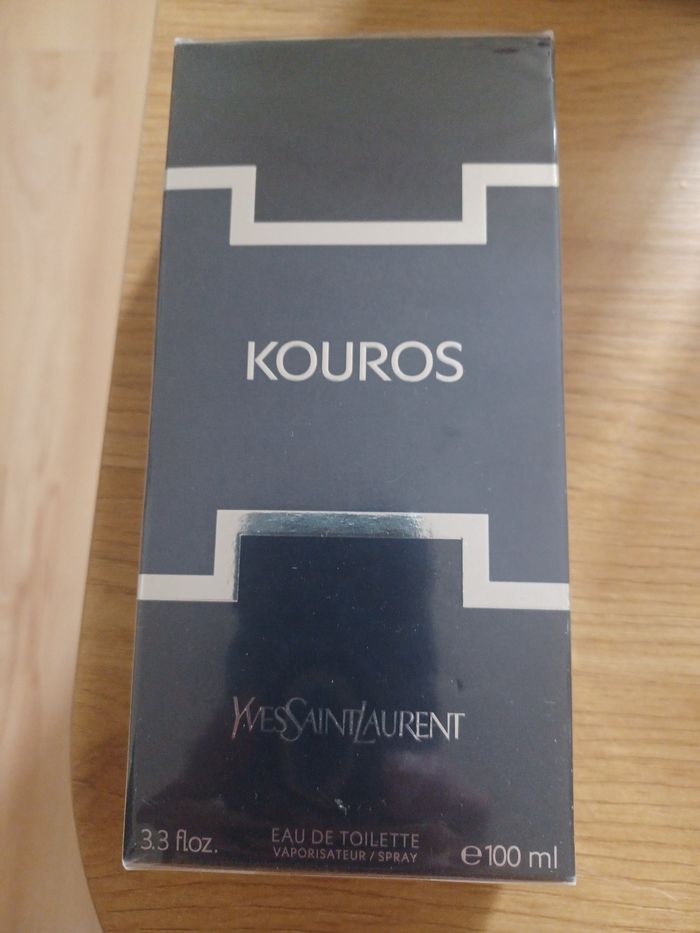 KOUROS
YVESSAINTLAURENT
3.3 fl.oz.
EAU DE TOILETTE
VAPORISATEUR / SPRAY
℮ 100 ml